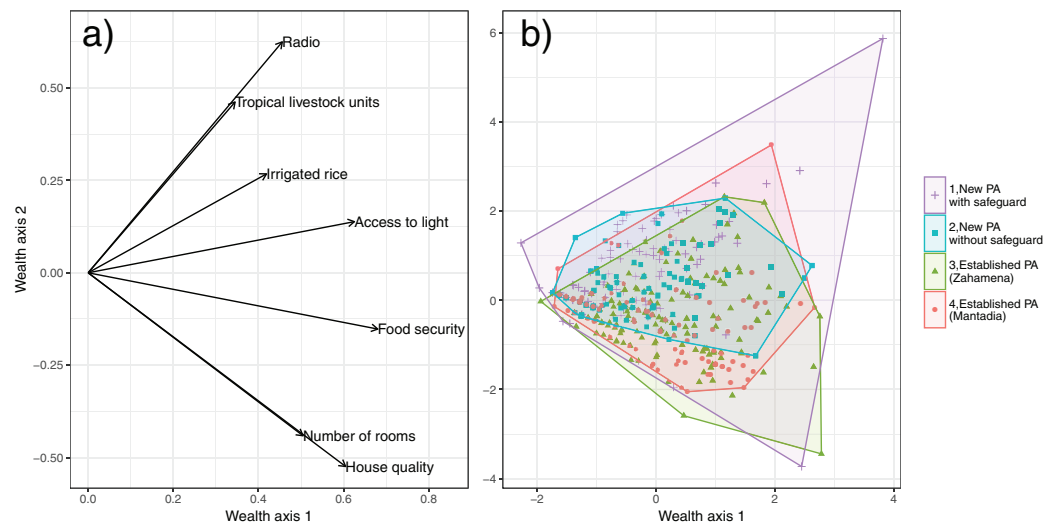 a)
Wealth axis 2
0.50
0.25
0.00
−0.25
−0.50
Radio
Tropical livestock units
Irrigated rice
Access to light
Food security
Number of rooms
House quality
0.0 0.2 0.4 0.6 0.8
Wealth axis 1
b)
6
4
2
0
−2
−4
−2 0 2 4
Wealth axis 1
1,New PA
with safeguard
2,New PA
without safeguard
3,Established PA
(Zahamena)
4,Established PA
(Mantadia)